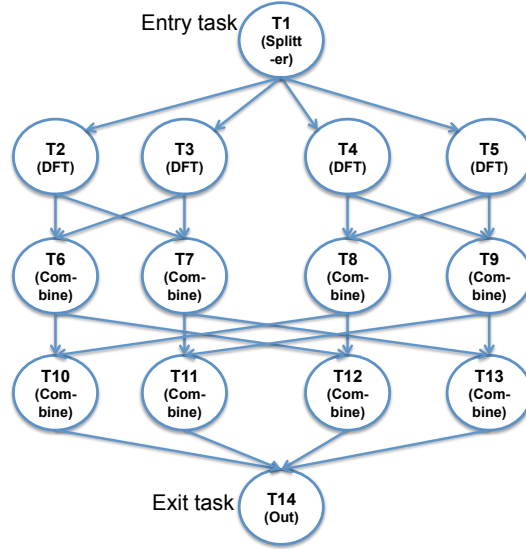 Entry task
T1
(Splitt
-er)
T2
(DFT)
T3
(DFT)
T4
(DFT)
T5
(DFT)
T6
(Com-
bine)
T7
(Com-
bine)
T8
(Com-
bine)
T9
(Com-
bine)
T10
(Com-
bine)
T11
(Com-
bine)
T12
(Com-
bine)
T13
(Com-
bine)
Exit task
T14
(Out)